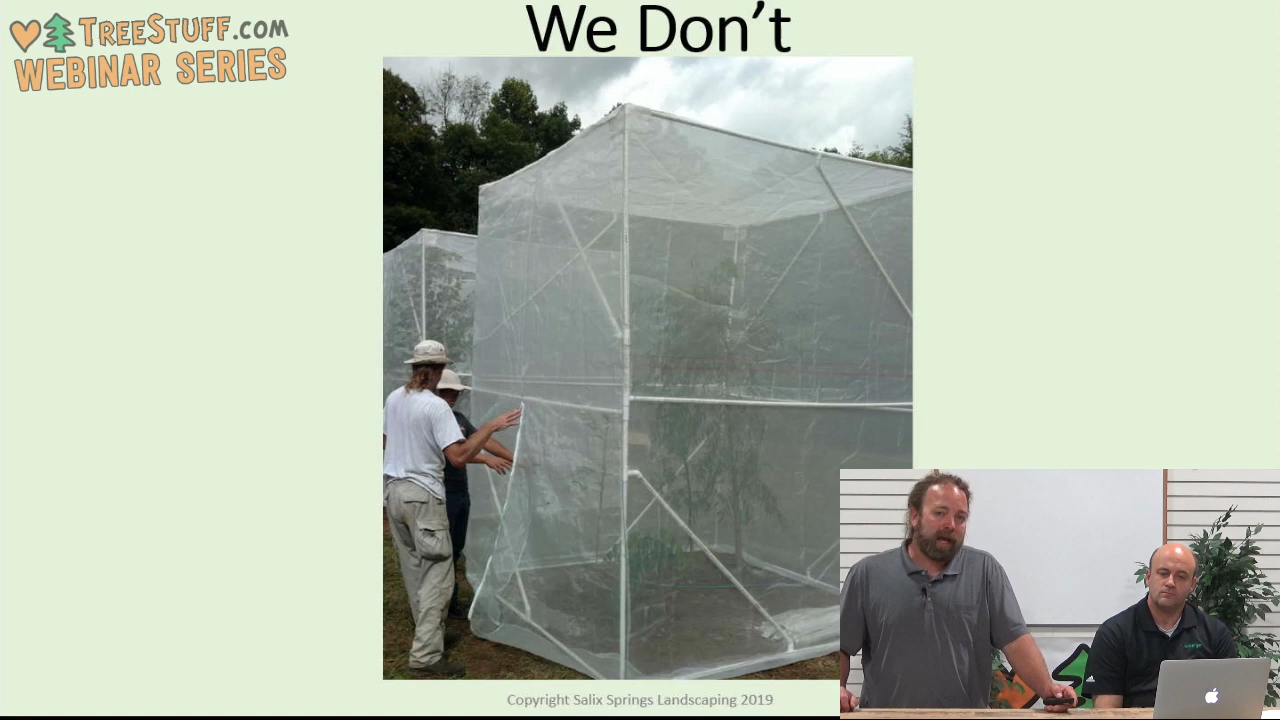 We Don't
TREESTUFF.COM
WEBINAR SERIES
Copyright Salix Springs Landscaping 2019